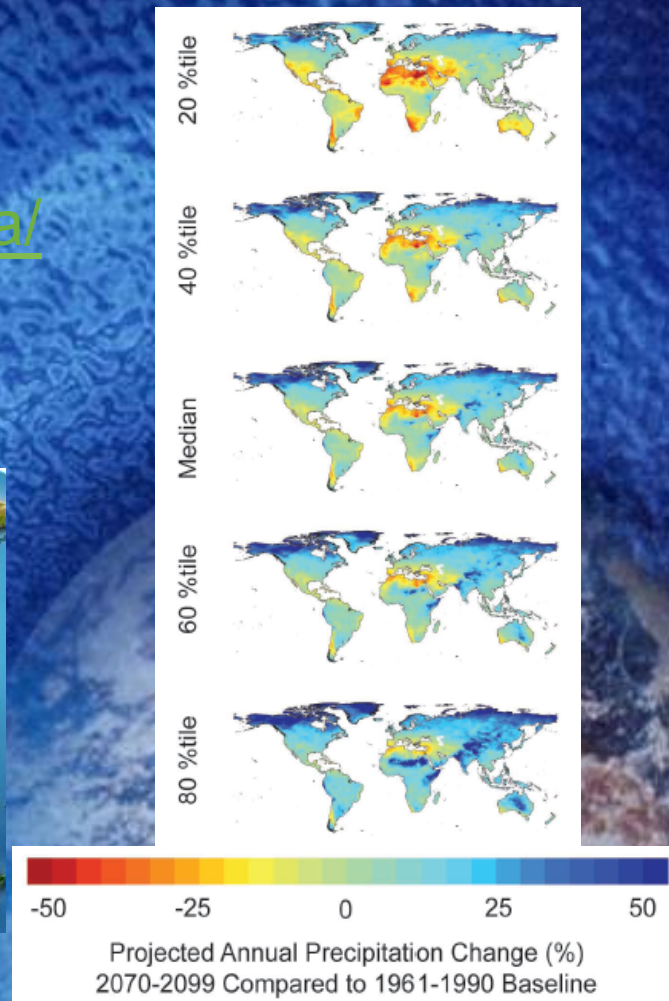 a/
20 %tile
40 %tile
Median
60 %tile
80 %tile
-50 -25 0 25 50
Projected Annual Precipitation Change (%)
2070-2099 Compared to 1961-1990 Baseline